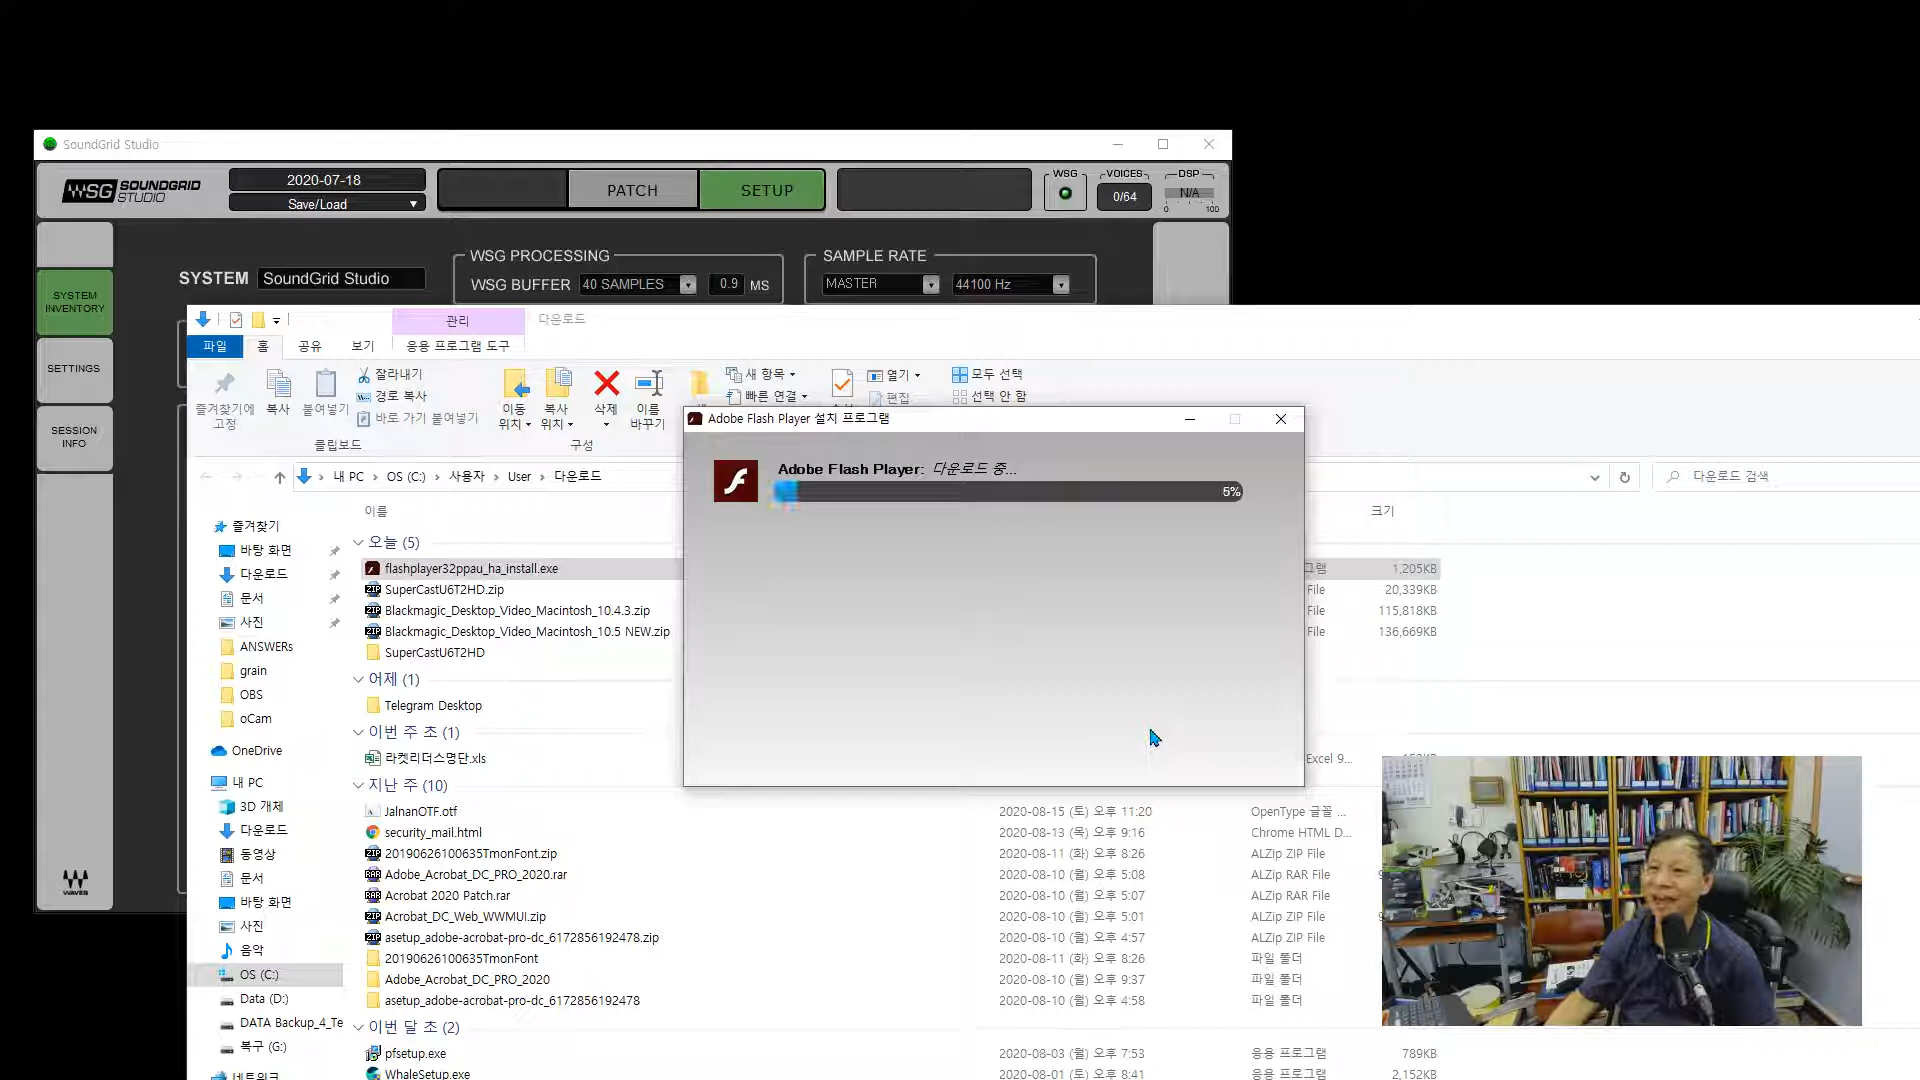 SoundGrid Studio
WSG SOUNDGRID STUDIO
2020-07-18
Save/Load
PATCH
SETUP
WSG
VOICES
0/64
DSP
N/A
0 100
SYSTEM INVENTORY
SETTINGS
SESSION INFO
WAVES
SYSTEM SoundGrid Studio
WSG PROCESSING
WSG BUFFER 40 SAMPLES 0.9 MS
SAMPLE RATE
MASTER 44100 Hz
관리
다운로드
파일 홈 공유 보기 응용 프로그램 도구
즐겨찾기에 고정
복사
붙여넣기
잘라내기
경로 복사
바로 가기 붙여넣기
클립보드
이동 위치
복사 위치
삭제
이름 바꾸기
구성
새 항목
빠른 연결
열기
편집
모두 선택
선택 안 함
내 PC > OS (C:) > 사용자 > User > 다운로드
다운로드 검색
Adobe Flash Player 설치 프로그램
Adobe Flash Player: 다운로드 중...
5%
즐겨찾기
바탕 화면
다운로드
문서
사진
ANSWERs
grain
OBS
oCam
OneDrive
내 PC
3D 개체
다운로드
동영상
문서
바탕 화면
사진
음악
OS (C:)
Data (D:)
DATA Backup_4_Te
복구 (G:)
네트워크
이름 크기
오늘 (5)
flashplayer32ppau_ha_install.exe 1,205KB
SuperCastU6T2HD.zip File 20,339KB
Blackmagic_Desktop_Video_Macintosh_10.4.3.zip File 115,818KB
Blackmagic_Desktop_Video_Macintosh_10.5 NEW.zip File 136,669KB
SuperCastU6T2HD
어제 (1)
Telegram Desktop
이번 주 초 (1)
라켓리더스명단.xls Excel 9...
지난 주 (10)
JalnanOTF.otf 2020-08-15 (토) 오후 11:20 OpenType 글꼴 ...
security_mail.html 2020-08-13 (목) 오후 9:16 Chrome HTML D...
20190626100635TmonFont.zip 2020-08-11 (화) 오후 8:26 ALZip ZIP File
Adobe_Acrobat_DC_PRO_2020.rar 2020-08-10 (월) 오후 5:08 ALZip RAR File
Acrobat 2020 Patch.rar 2020-08-10 (월) 오후 5:07 ALZip RAR File
Acrobat_DC_Web_WWMUI.zip 2020-08-10 (월) 오후 5:01 ALZip ZIP File
asetup_adobe-acrobat-pro-dc_6172856192478.zip 2020-08-10 (월) 오후 4:57 ALZip ZIP File
20190626100635TmonFont 2020-08-11 (화) 오후 8:26 파일 폴더
Adobe_Acrobat_DC_PRO_2020 2020-08-10 (월) 오후 9:37 파일 폴더
asetup_adobe-acrobat-pro-dc_6172856192478 2020-08-10 (월) 오후 4:58 파일 폴더
이번 달 초 (2)
pfsetup.exe 2020-08-03 (월) 오후 7:53 응용 프로그램 789KB
WhaleSetup.exe 2020-08-01 (토) 오후 8:41 응용 프로그램 2,152KB